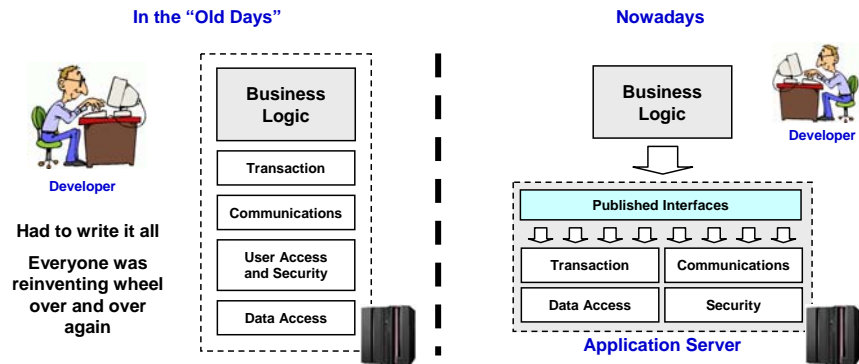 In the “Old Days”
Business
Logic
Transaction
Communications
User Access
and Security
Data Access
Developer
Had to write it all
Everyone was
reinventing wheel
over and over
again
Nowadays
Business
Logic
Developer
Published Interfaces
Transaction
Communications
Data Access
Security
Application Server